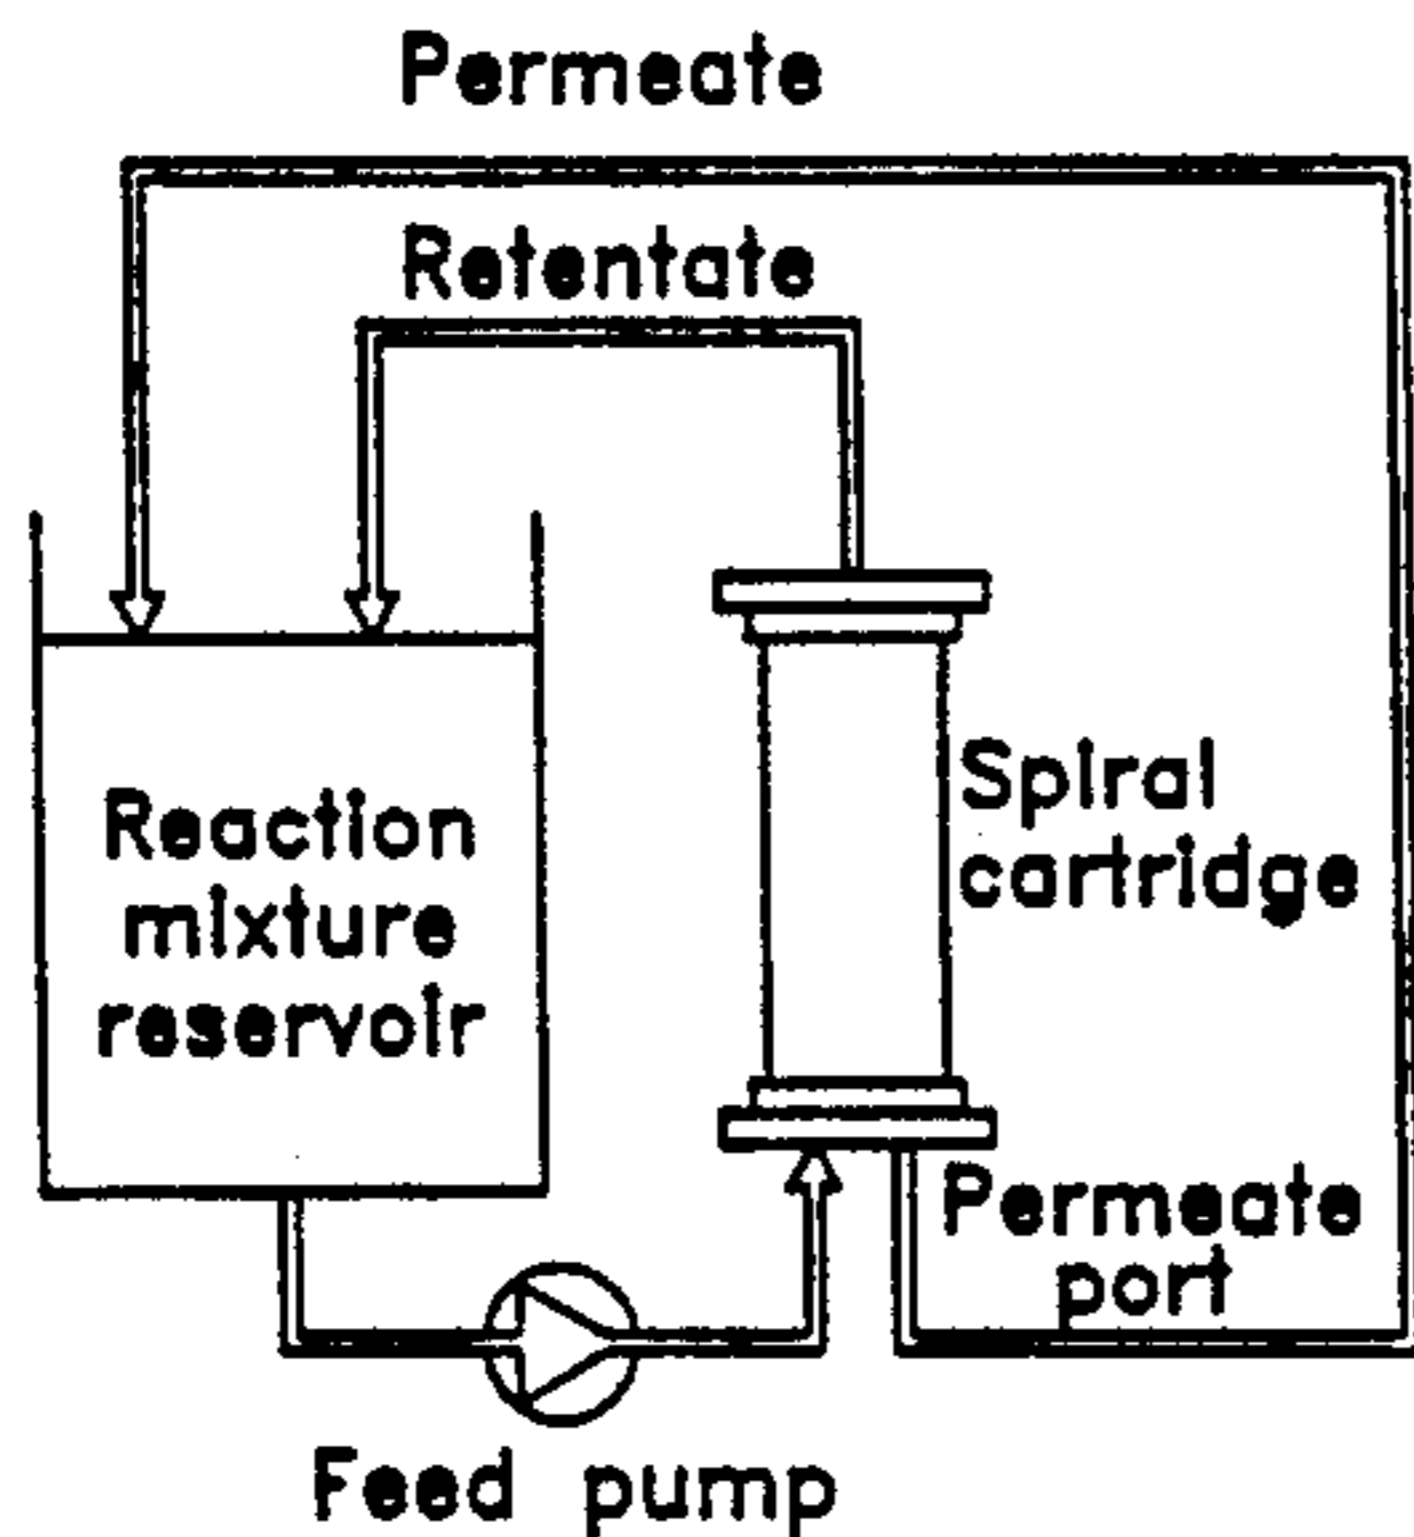 Permeate
Retentate
Reaction
mixture
reservoir
Spiral
cartridge
Permeate
port
Feed pump